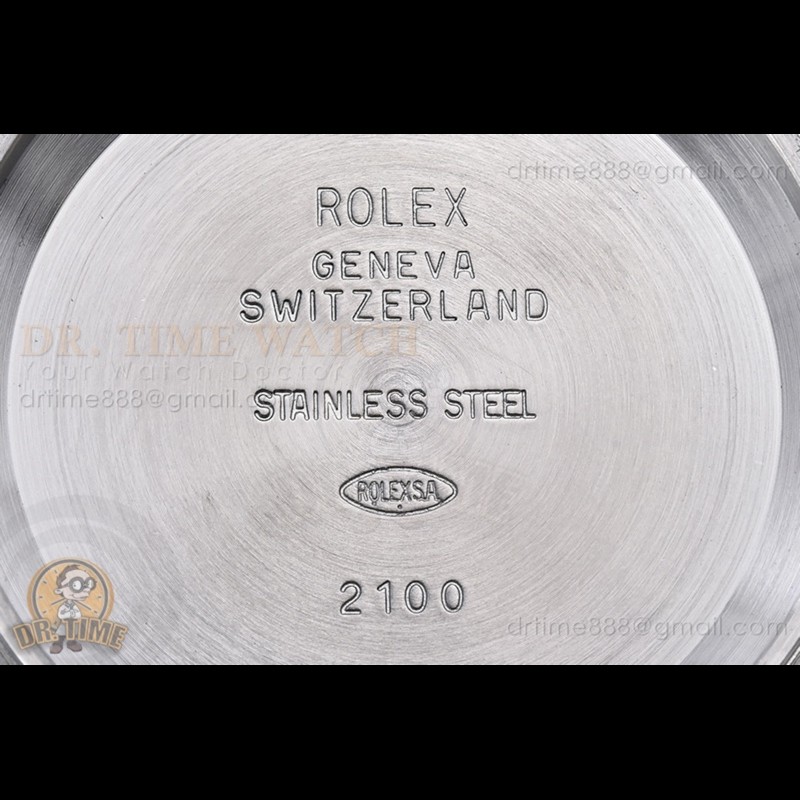 drtime888@gmail.com
ROLEX
GENEVA
SWITZERLAND
DR. TIME WATCH
Your Watch Doctor
drtime888@gmail.com
STAINLESS STEEL
ROLEX S.A.
2100
DR. TIME
drtime888@gmail.com